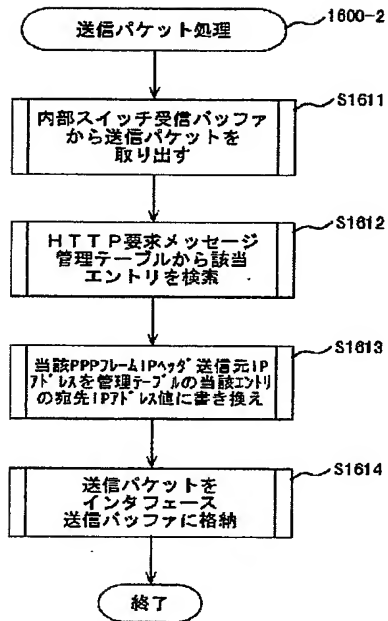 送信パケット処理
1600-2
S1611
内部スイッチ受信バッファ
から送信パケットを
取り出す
S1612
HTTP要求メッセージ
管理テーブルから該当
エントリを検索
S1613
当該PPPフレームIPヘッダ送信元IP
アドレスを管理テーブルの当該エントリ
の宛先IPアドレス値に書き換え
S1614
送信パケットを
インタフェース
送信バッファに格納
終了